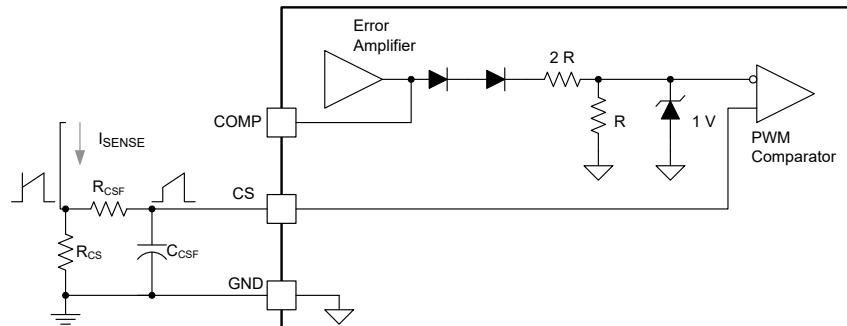 Error
Amplifier
2 R
COMP
R
1 V
PWM
Comparator
ISENSE
RCSF
CS
RCS
CCSF
GND